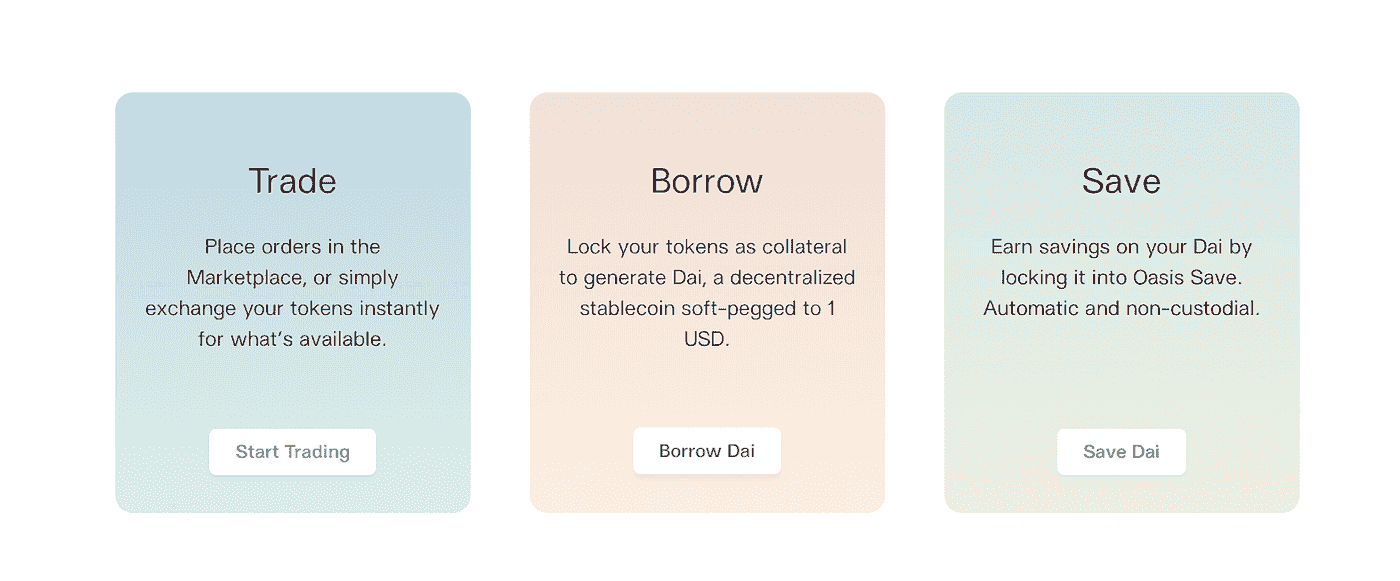 Trade
Place orders in the
Marketplace, or simply
exchange your tokens instantly
for what's available.
Start Trading
Borrow
Lock your tokens as collateral
to generate Dai, a decentralized
stablecoin soft-pegged to 1
USD.
Borrow Dai
Save
Earn savings on your Dai by
locking it into Oasis Save.
Automatic and non-custodial.
Save Dai